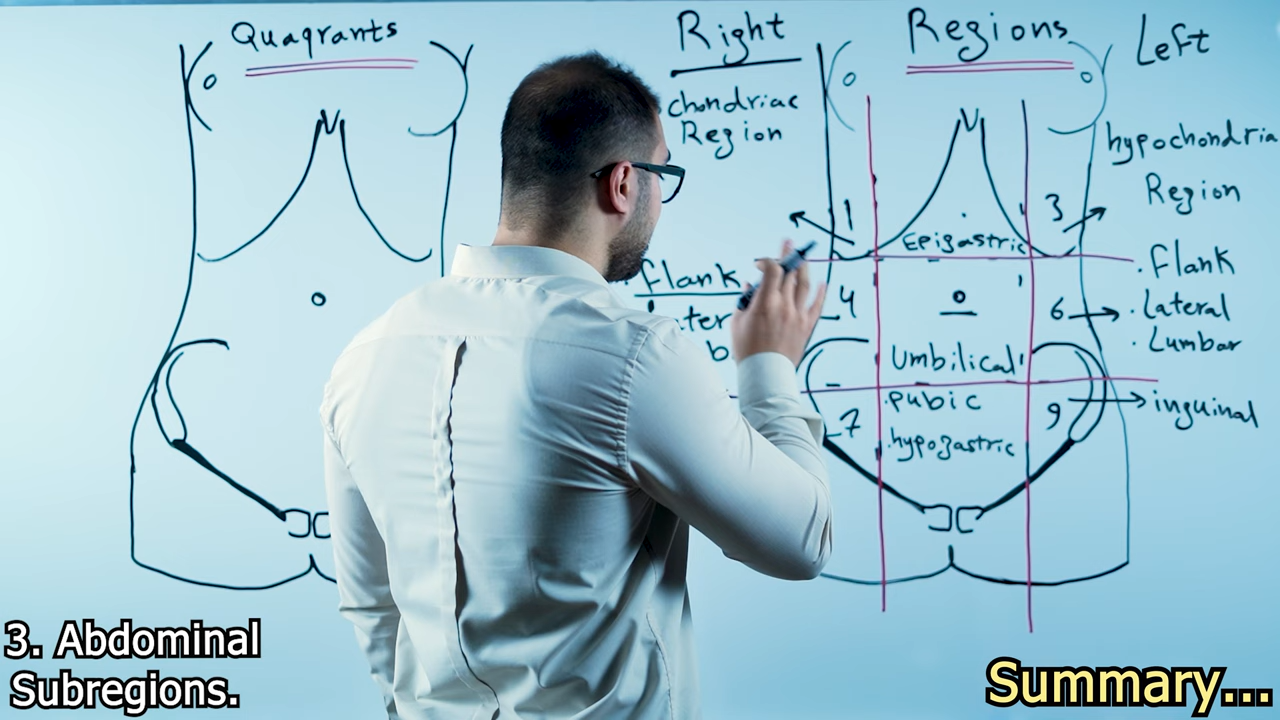 Quaqrants
Right
chondriac
Region
flank
Regions
Left
hypochondria
Region
1
3
Epigastric
4
6
Umbilical
. Flank
. Lateral
. Lumbar
.pubic
.hypogastric
7
9
inguinal
3. Abdominal
Subregions.
Summary...